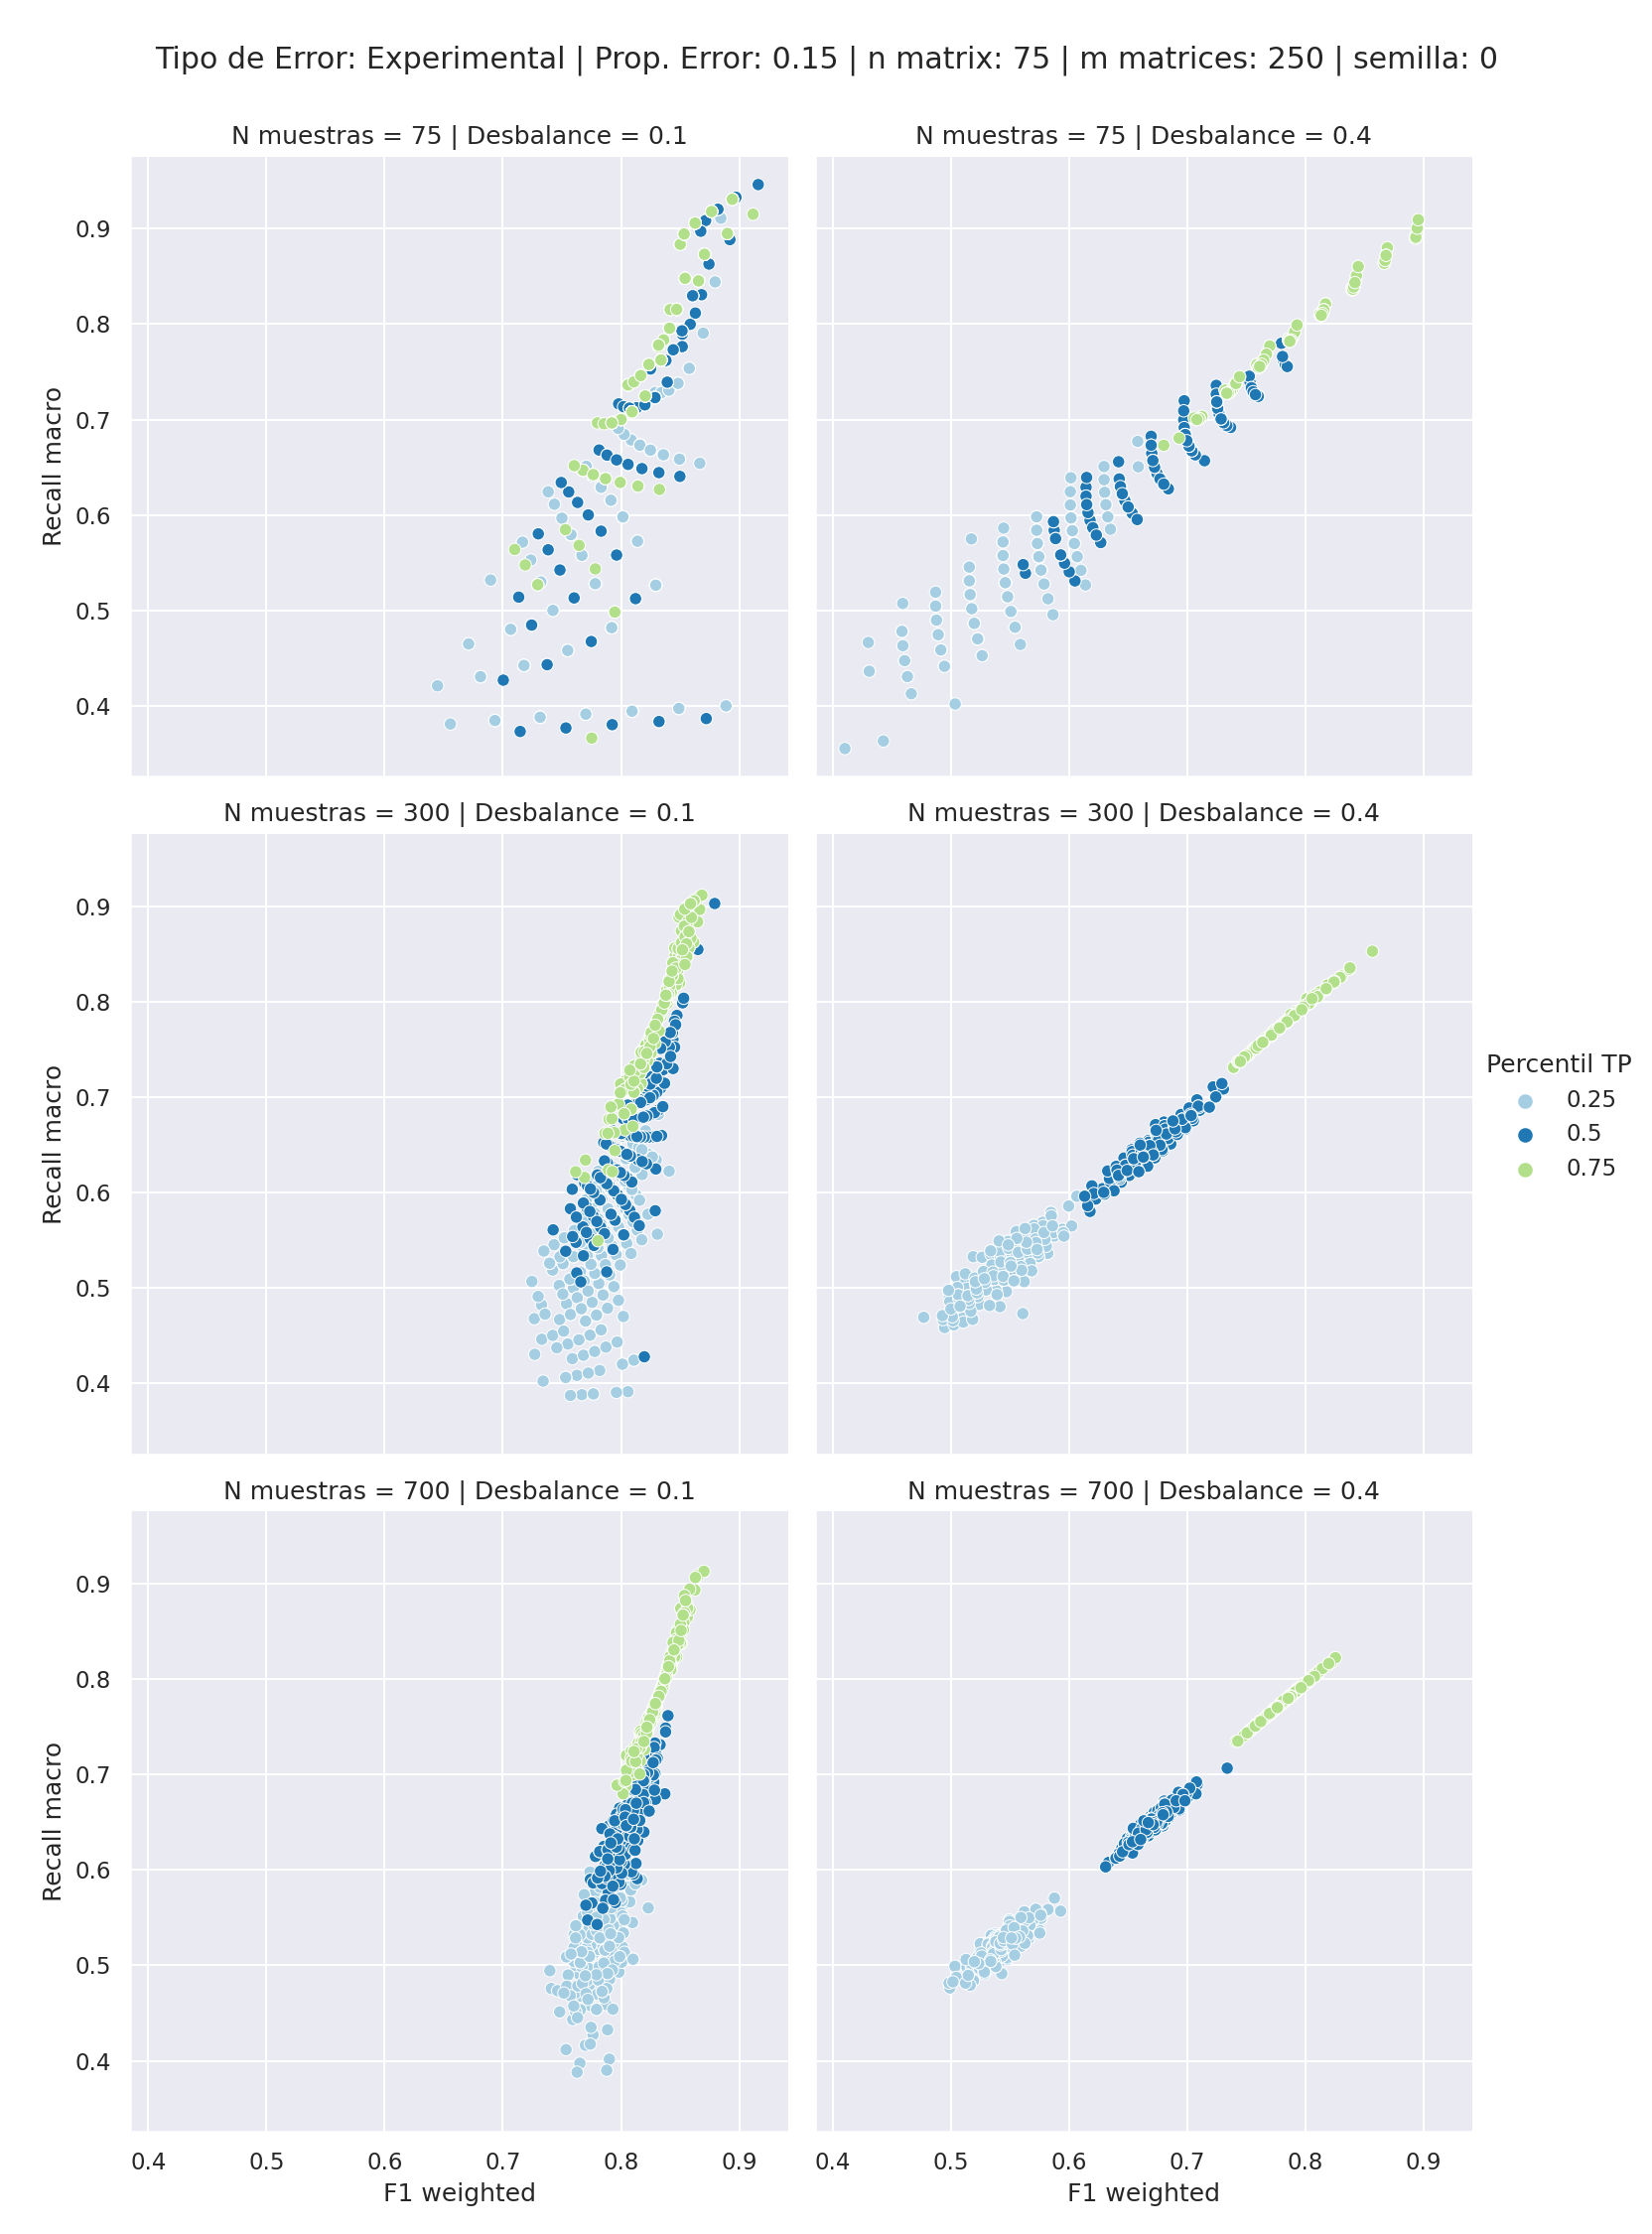 Tipo de Error: Experimental | Prop. Error: 0.15 | n matrix: 75 | m matrices: 250 | semilla: 0
N muestras = 75 | Desbalance = 0.1
N muestras = 75 | Desbalance = 0.4
Recall macro
0.9
0.8
0.7
0.6
0.5
0.4
N muestras = 300 | Desbalance = 0.1
N muestras = 300 | Desbalance = 0.4
Recall macro
0.9
0.8
0.7
0.6
0.5
0.4
Percentil TP
0.25
0.5
0.75
N muestras = 700 | Desbalance = 0.1
N muestras = 700 | Desbalance = 0.4
Recall macro
0.9
0.8
0.7
0.6
0.5
0.4
0.4 0.5 0.6 0.7 0.8 0.9
0.4 0.5 0.6 0.7 0.8 0.9
F1 weighted
F1 weighted